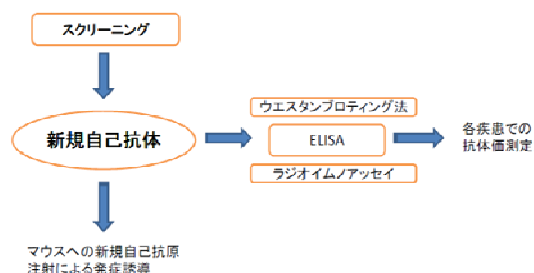 スクリーニング
新規自己抗体
ウエスタンブロティング法
ELISA
ラジオイムノアッセイ
各疾患での
抗体価測定
マウスへの新規自己抗原
注射による発症誘導